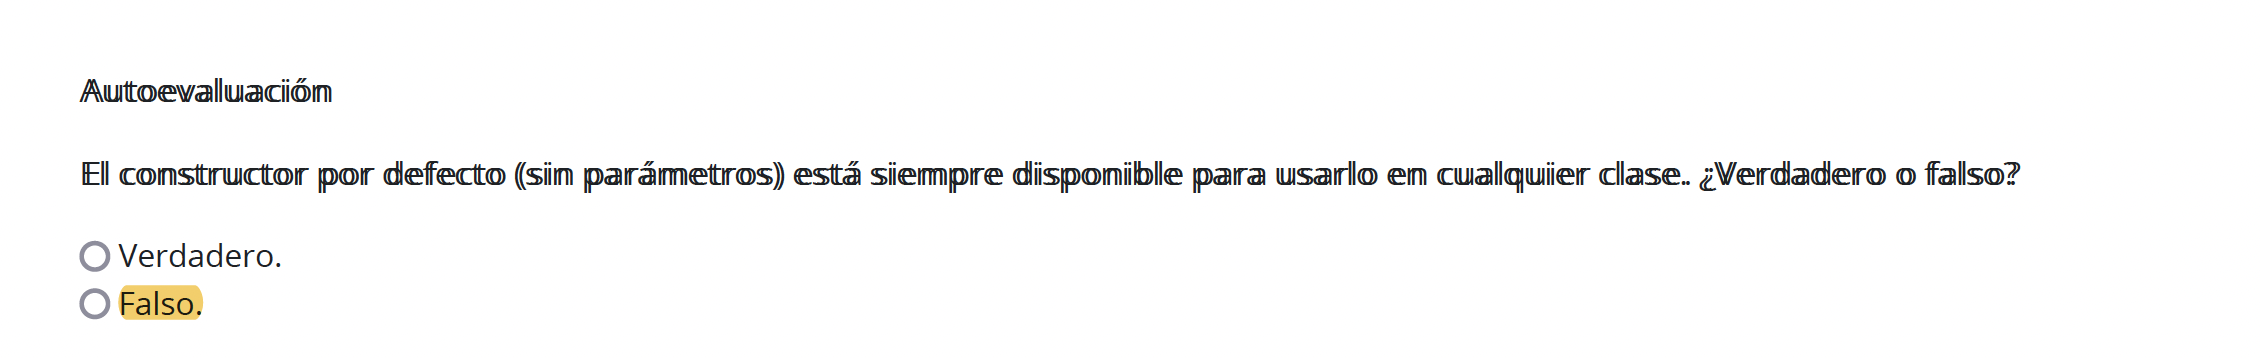 Autoevaluación
El constructor por defecto (sin parámetros) está siempre disponible para usarlo en cualquier clase. ¿Verdadero o falso?
Verdadero.
Falso.